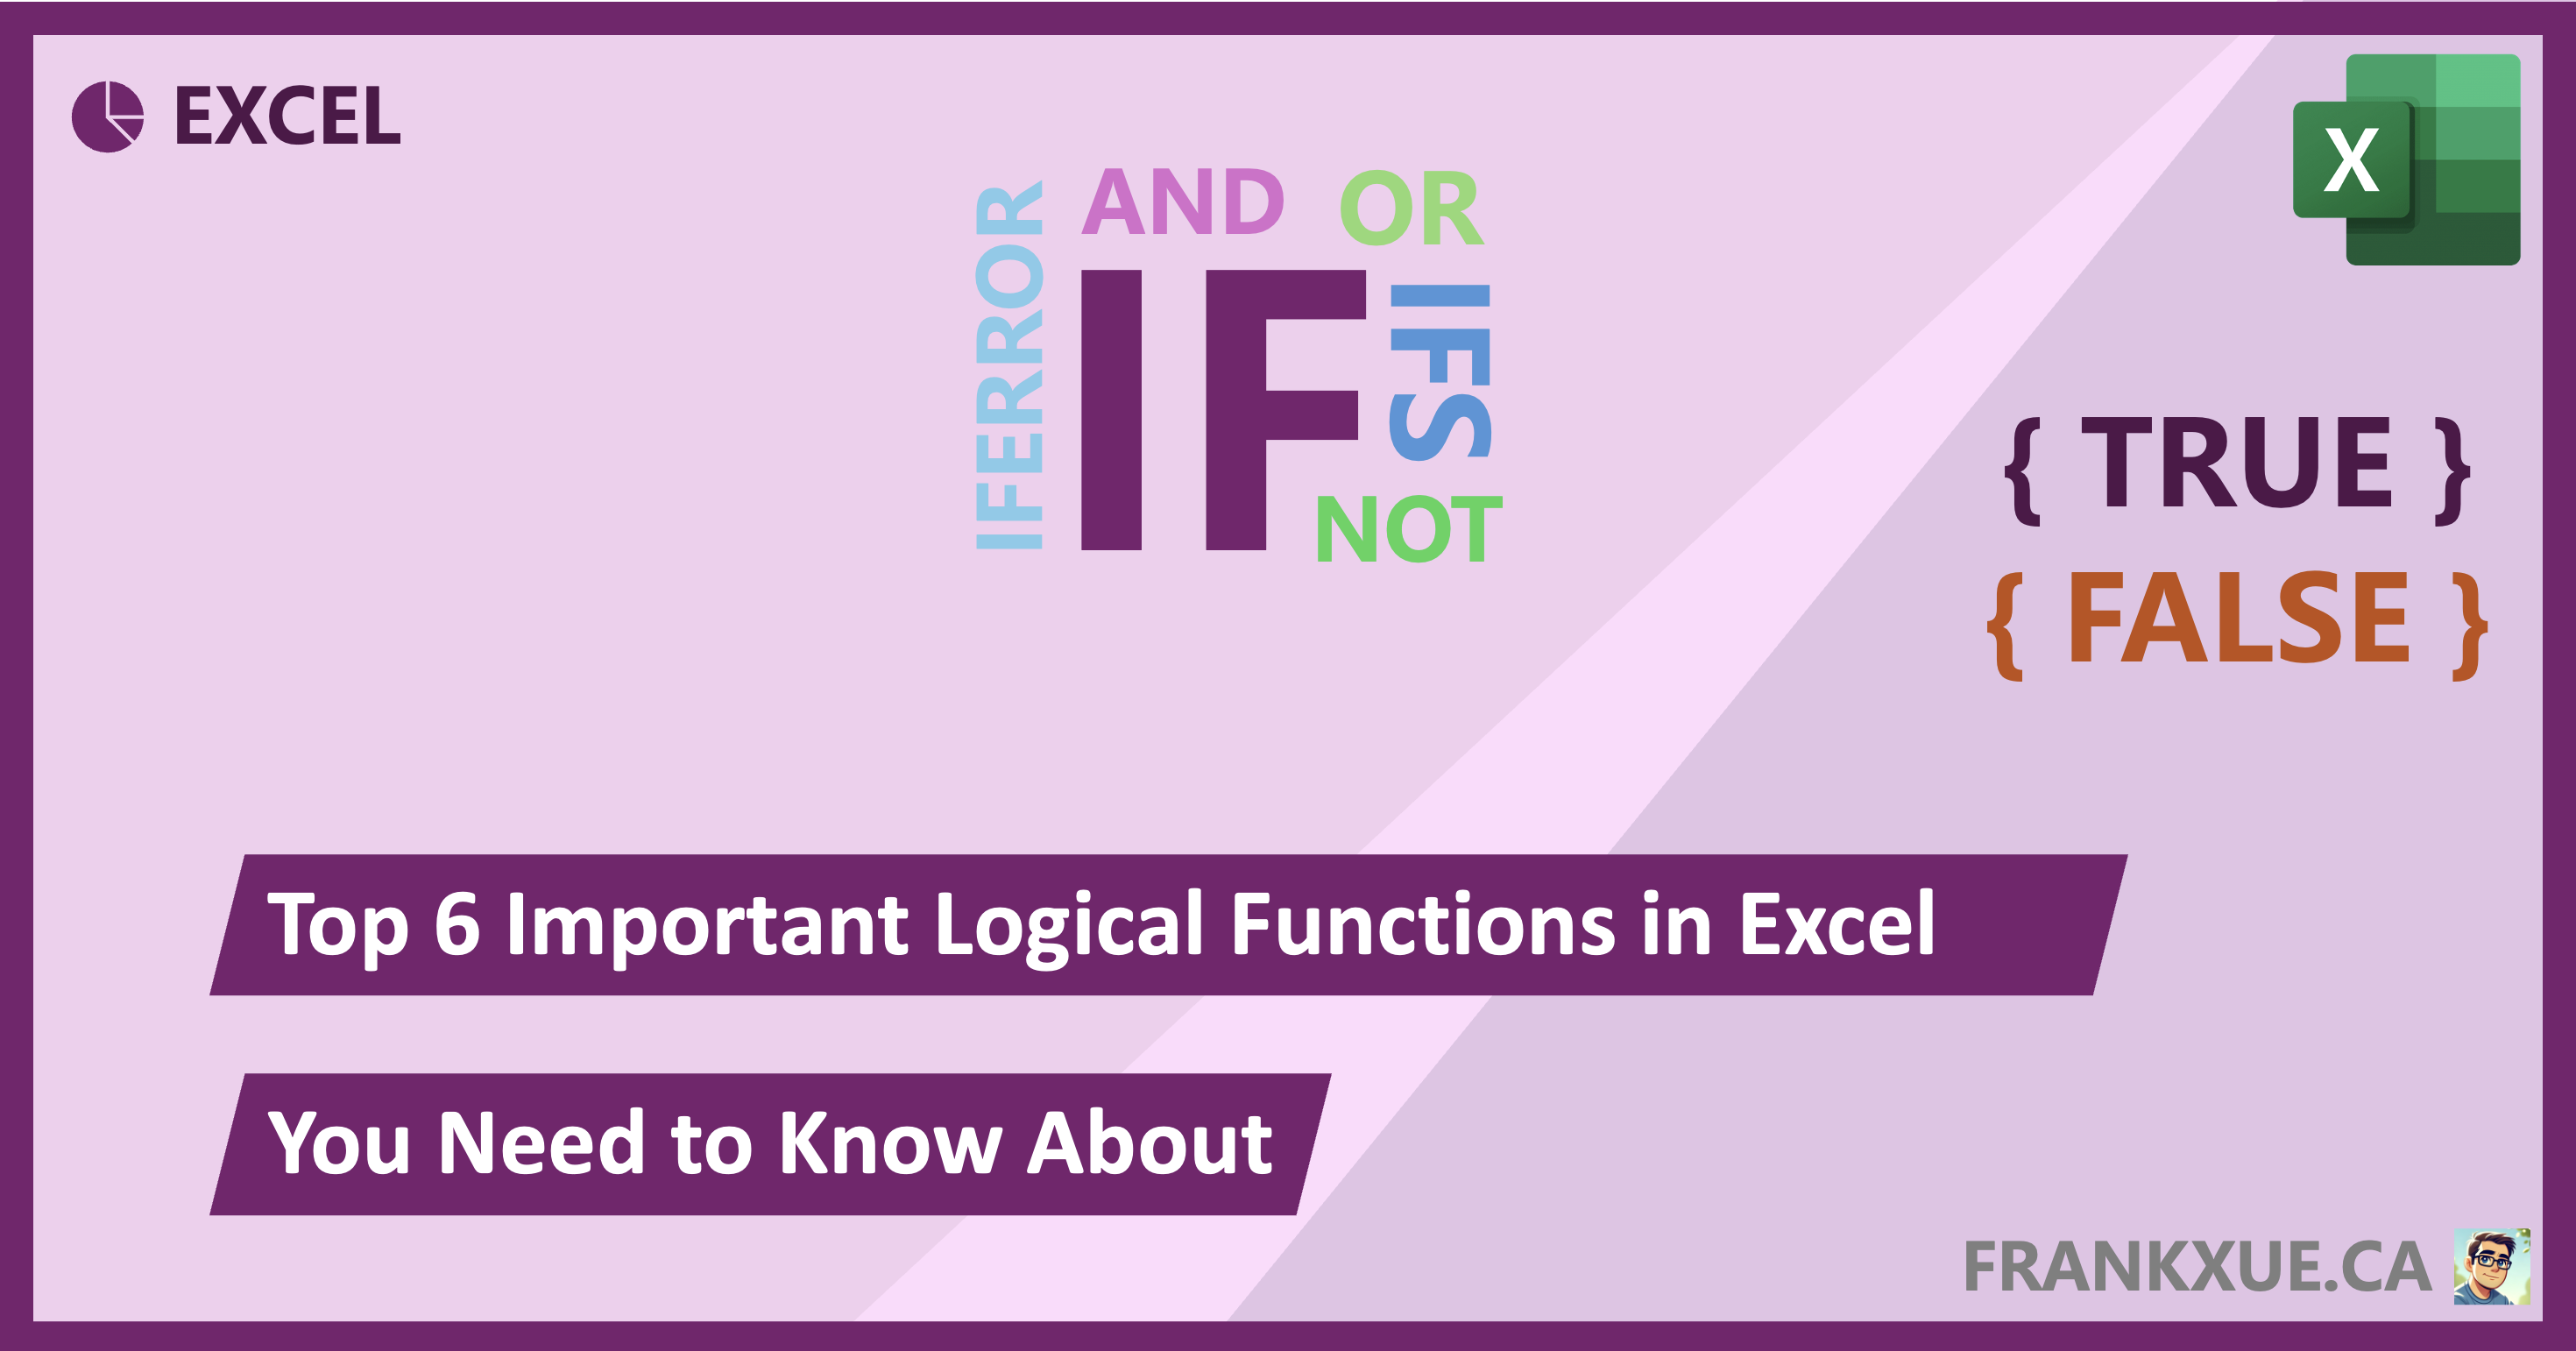 EXCEL
X
IFERROR
AND
OR
IF
IFS
NOT
{ TRUE }
{ FALSE }
Top 6 Important Logical Functions in Excel
You Need to Know About
FRANKXUE.CA